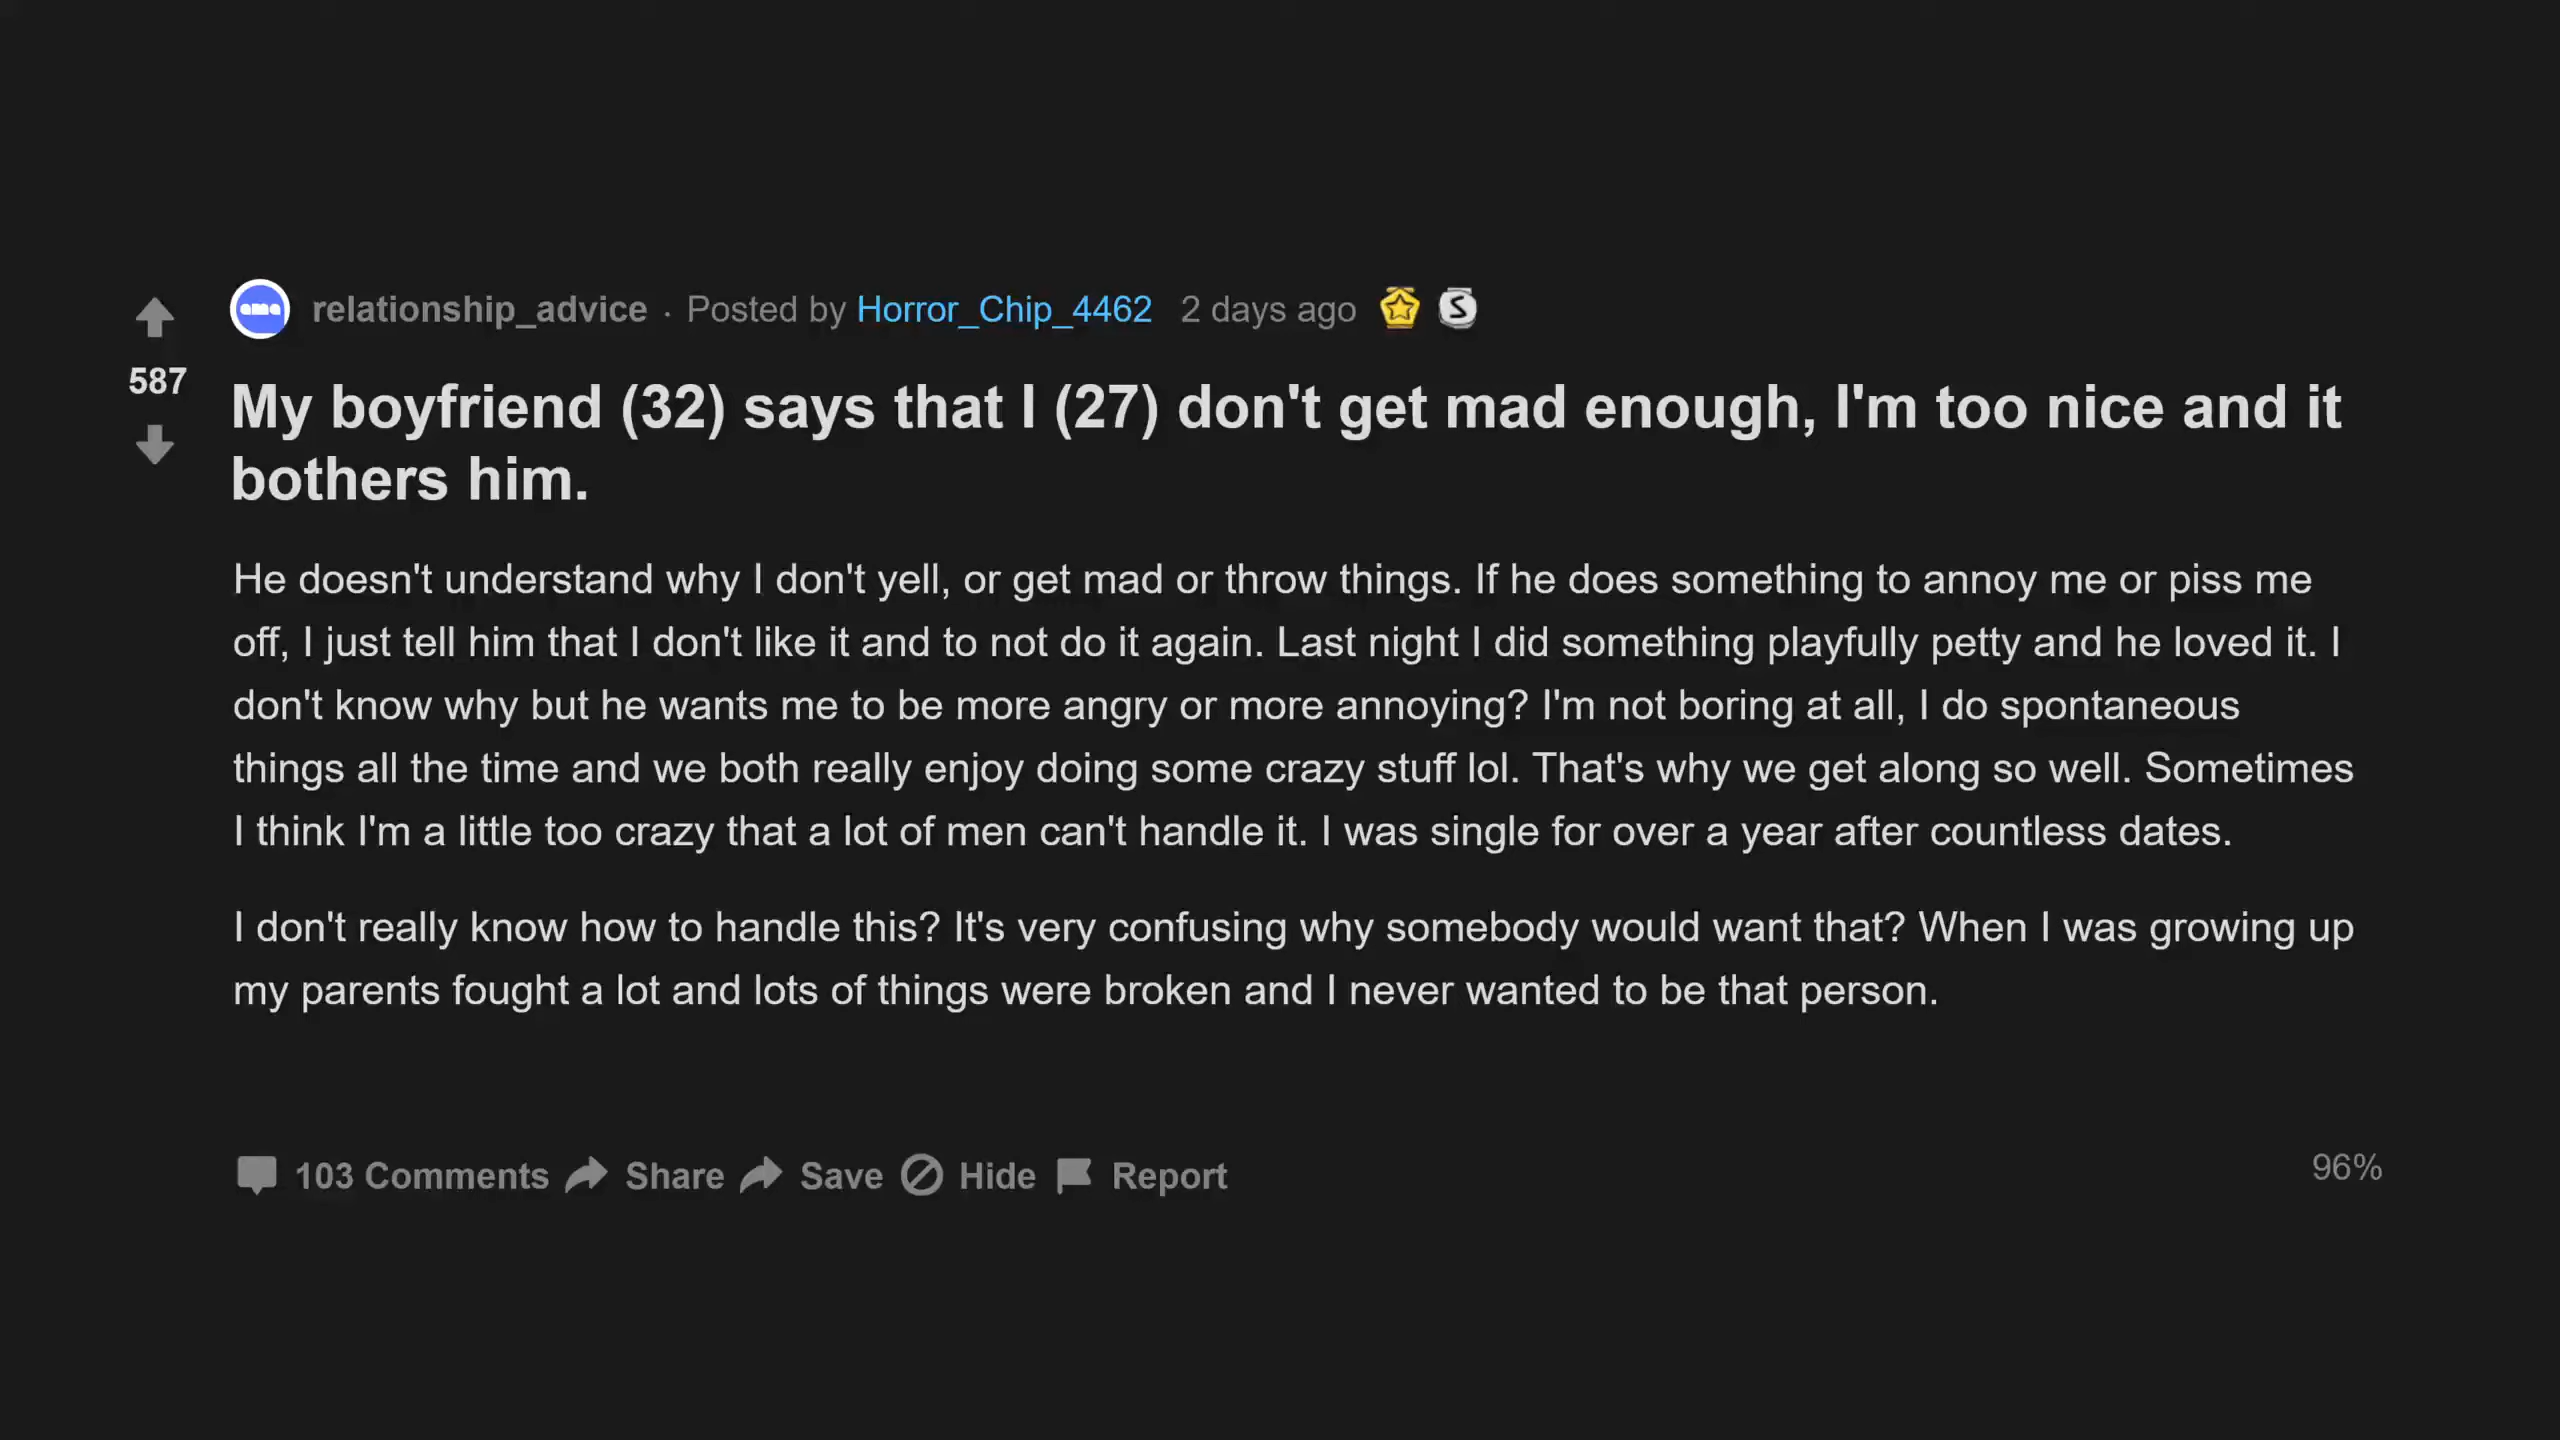 ama relationship_advice · Posted by Horror_Chip_4462 2 days ago S
587
My boyfriend (32) says that I (27) don't get mad enough, I'm too nice and it
bothers him.
He doesn't understand why I don't yell, or get mad or throw things. If he does something to annoy me or piss me
off, I just tell him that I don't like it and to not do it again. Last night I did something playfully petty and he loved it. I
don't know why but he wants me to be more angry or more annoying? I'm not boring at all, I do spontaneous
things all the time and we both really enjoy doing some crazy stuff lol. That's why we get along so well. Sometimes
I think I'm a little too crazy that a lot of men can't handle it. I was single for over a year after countless dates.
I don't really know how to handle this? It's very confusing why somebody would want that? When I was growing up
my parents fought a lot and lots of things were broken and I never wanted to be that person.
103 Comments Share Save Hide Report 96%